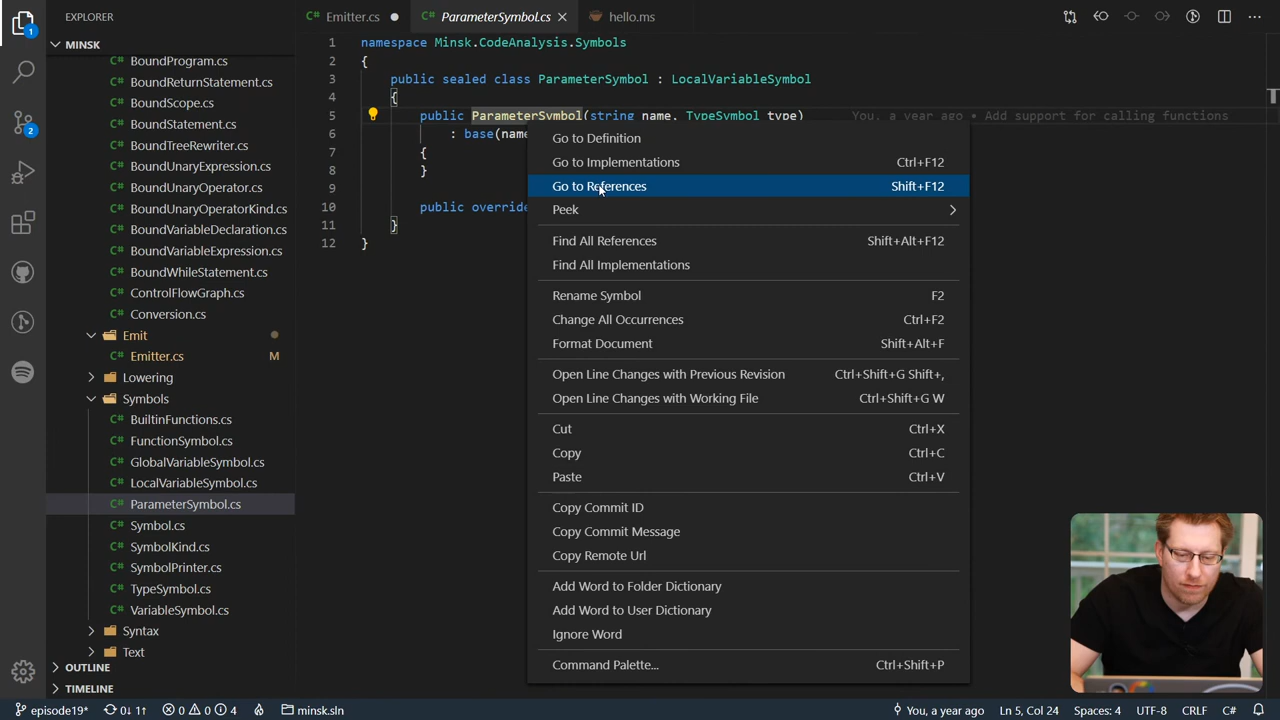 EXPLORER
MINSK
BoundProgram.cs
BoundReturnStatement.cs
BoundScope.cs
BoundStatement.cs
BoundTreeRewriter.cs
BoundUnaryExpression.cs
BoundUnaryOperator.cs
BoundUnaryOperatorKind.cs
BoundVariableDeclaration.cs
BoundVariableExpression.cs
BoundWhileStatement.cs
ControlFlowGraph.cs
Conversion.cs
Emit
Emitter.cs M
Lowering
Symbols
BuiltinFunctions.cs
FunctionSymbol.cs
GlobalVariableSymbol.cs
LocalVariableSymbol.cs
ParameterSymbol.cs
Symbol.cs
SymbolKind.cs
SymbolPrinter.cs
TypeSymbol.cs
VariableSymbol.cs
Syntax
Text
OUTLINE
TIMELINE
1
2
Emitter.cs
ParameterSymbol.cs
hello.ms
1 namespace Minsk.CodeAnalysis.Symbols
2 {
3 public sealed class ParameterSymbol : LocalVariableSymbol
4 {
5 public ParameterSymbol(string name, TypeSymbol type) You, a year ago • Add support for calling functions
6 : base(name
7 {
8 }
9
10 public override
11 }
12 }
Go to Definition
Go to Implementations Ctrl+F12
Go to References Shift+F12
Peek
Find All References Shift+Alt+F12
Find All Implementations
Rename Symbol F2
Change All Occurrences Ctrl+F2
Format Document Shift+Alt+F
Open Line Changes with Previous Revision Ctrl+Shift+G Shift+,
Open Line Changes with Working File Ctrl+Shift+G W
Cut Ctrl+X
Copy Ctrl+C
Paste Ctrl+V
Copy Commit ID
Copy Commit Message
Copy Remote Url
Add Word to Folder Dictionary
Add Word to User Dictionary
Ignore Word
Command Palette... Ctrl+Shift+P
episode19* 0↓ 1↑ 0 0 4 minsk.sln You, a year ago Ln 5, Col 24 Spaces: 4 UTF-8 CRLF C#